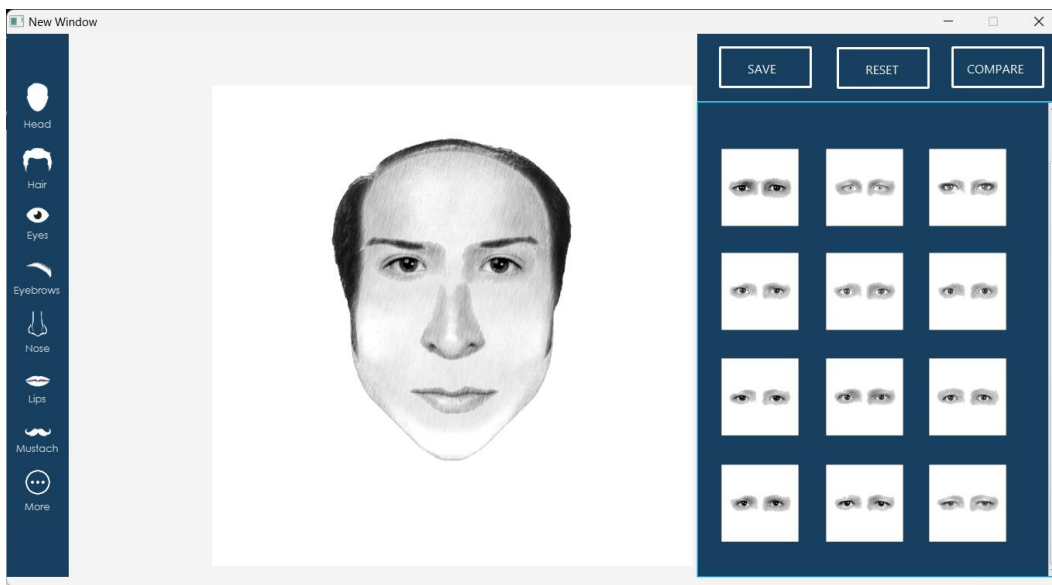 New Window
SAVE
RESET
COMPARE
Head
Hair
Eyes
Eyebrows
Nose
Lips
Mustach
More